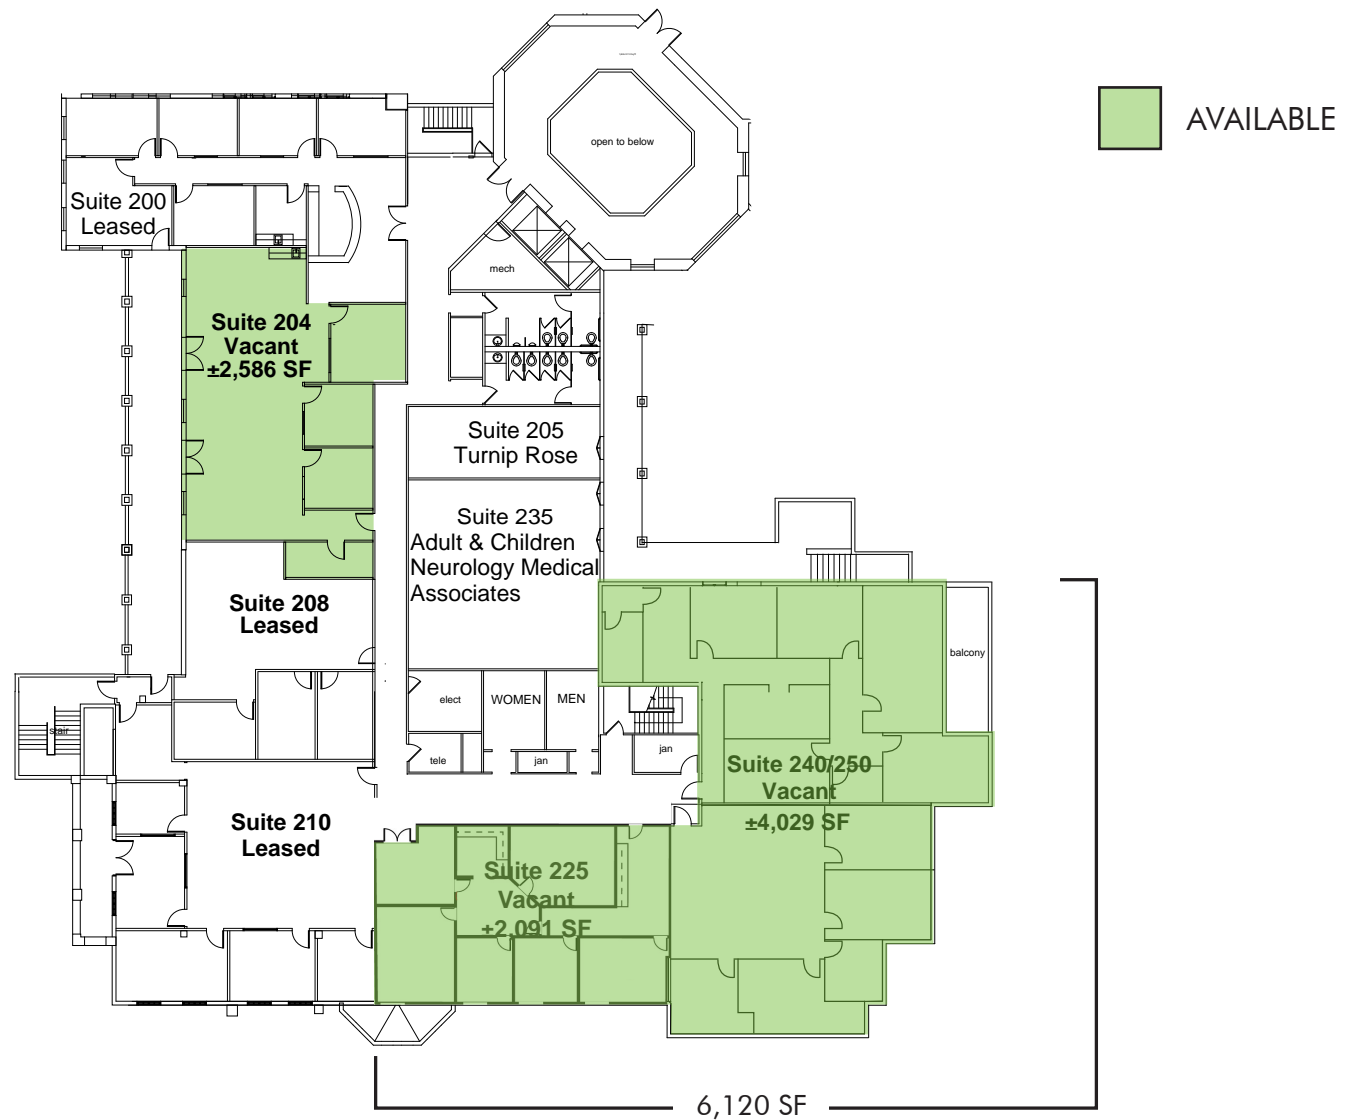 AVAILABLE
open to below
Suite 200
Leased
mech
Suite 204
Vacant
±2,586 SF
Suite 205
Turnip Rose
Suite 235
Adult & Children
Neurology Medical
Associates
Suite 208
Leased
balcony
elect
WOMEN
MEN
stair
tele
jan
jan
Suite 240/250
Vacant
±4,029 SF
Suite 210
Leased
Suite 225
Vacant
±2,091 SF
6,120 SF